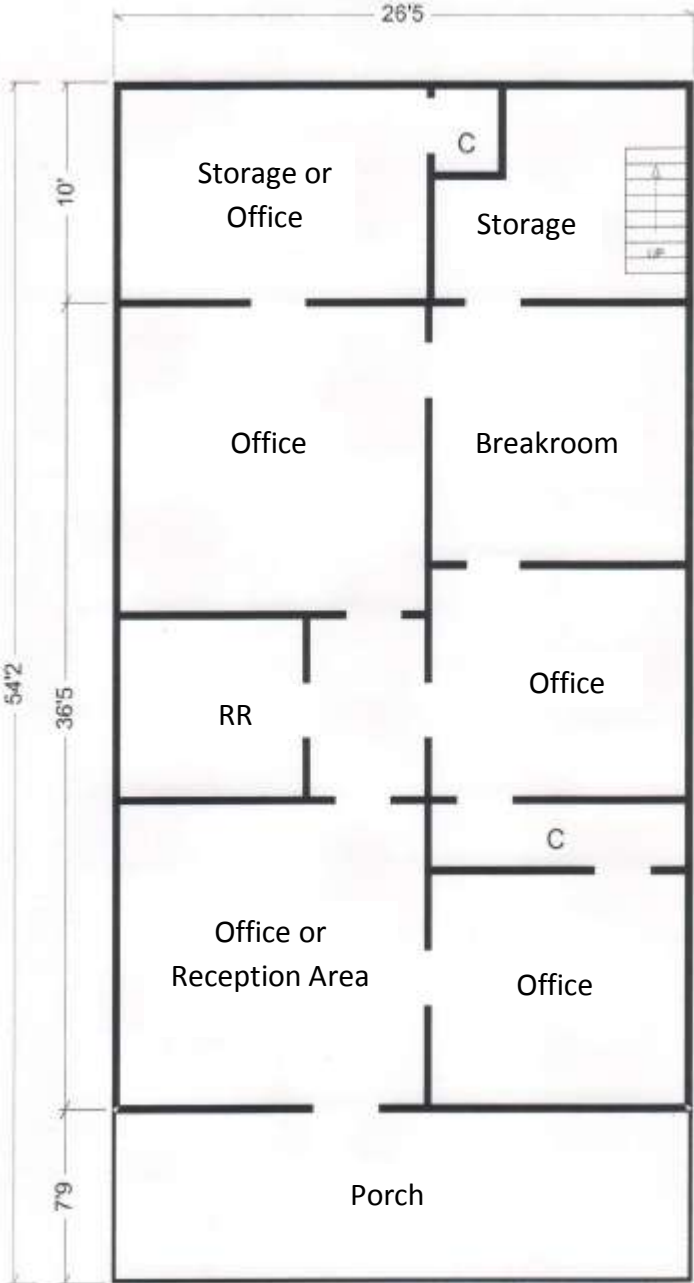 26'5
10'
C
Storage or
Office
Storage
UP
Office
Breakroom
54'2
36'5
Office
RR
C
Office or
Reception Area
Office
7'9
Porch